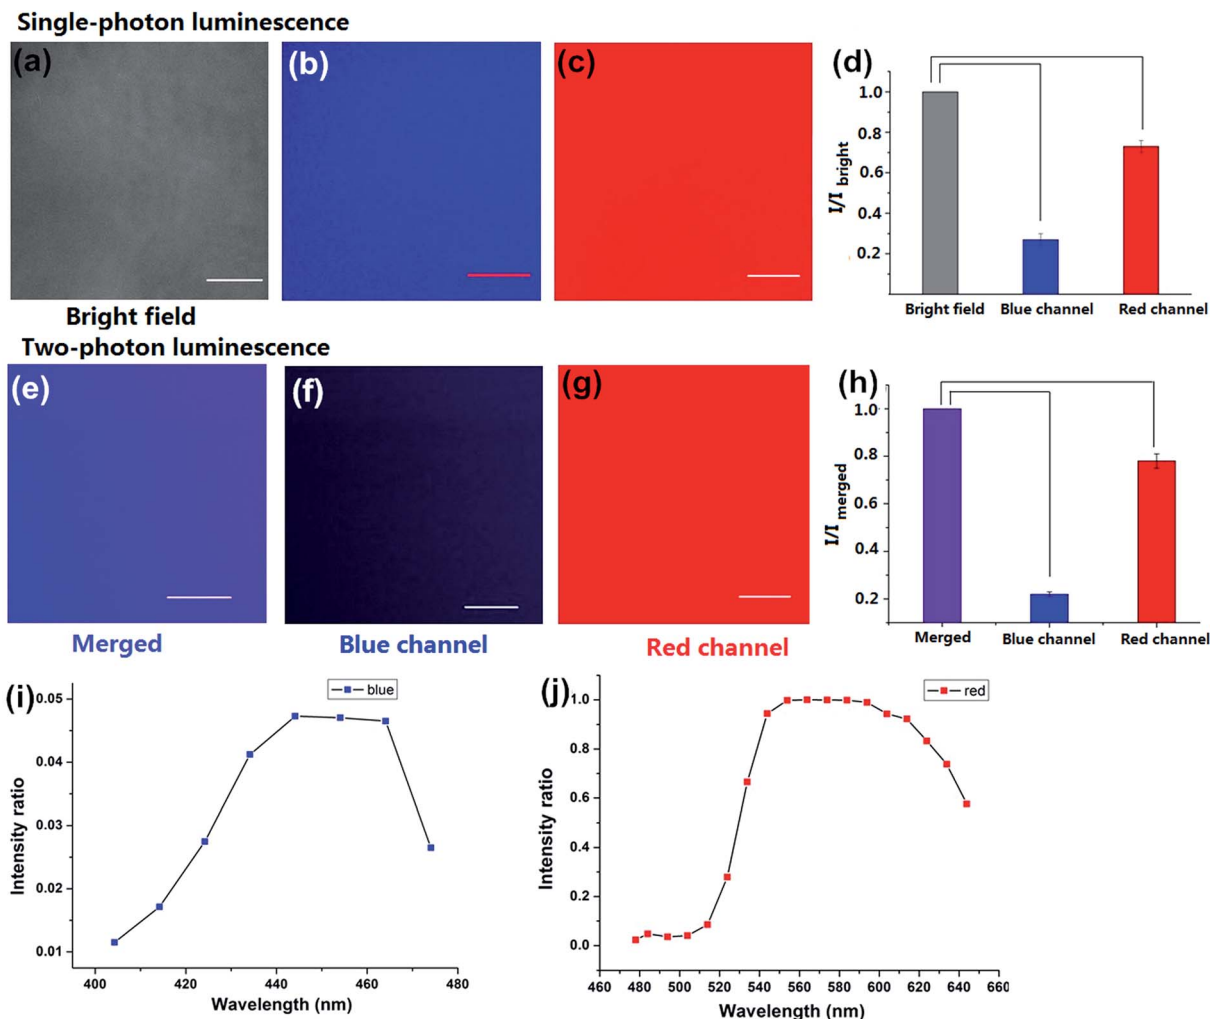 Single-photon luminescence
(a)
(b)
(c)
(d)
1.0
0.8
0.6
0.4
0.2
I/I bright
Bright field
Blue channel
Red channel
Bright field
Two-photon luminescence
(e)
(f)
(g)
(h)
1.0
0.8
0.6
0.4
0.2
I/I merged
Merged
Blue channel
Red channel
Merged
Blue channel
Red channel
(i)
blue
0.05
0.04
0.03
0.02
0.01
Intensity ratio
400
420
440
460
480
Wavelength (nm)
(j)
red
1.0
0.8
0.6
0.4
0.2
0.0
Intensity ratio
460
480
500
520
540
560
580
600
620
640
660
Wavelength (nm)